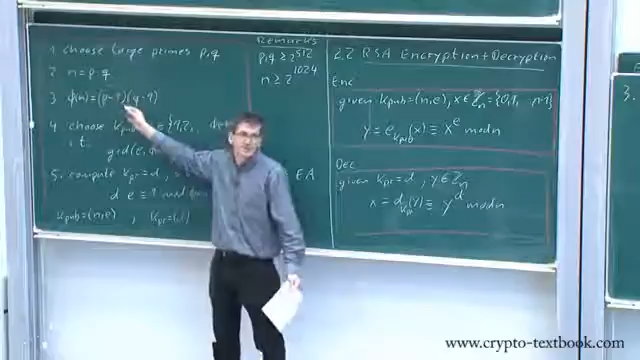 1 choose large primes p,q
2 n = p·q
3 Φ(n)=(p-1)(q-1)
4 choose kpub = ∈ {1,2,
s.t. gcd(e,
5. compute kpr = d, EA
d e ≡ 1 mod
kpub=(n,e) , kpr=(d)
Remarks
p,q ≥ 2^512
n ≥ 2^1024
2.2 RSA Encryption + Decryption
Enc
given kpub=(n,e), x ∈ Zn = {0,1, n-1}
y = e kpub (x) ≡ x^e mod n
Dec
given kpr = d, y ∈ Zn
x = d kpr (y) ≡ y^d mod n
3.
www.crypto-textbook.com